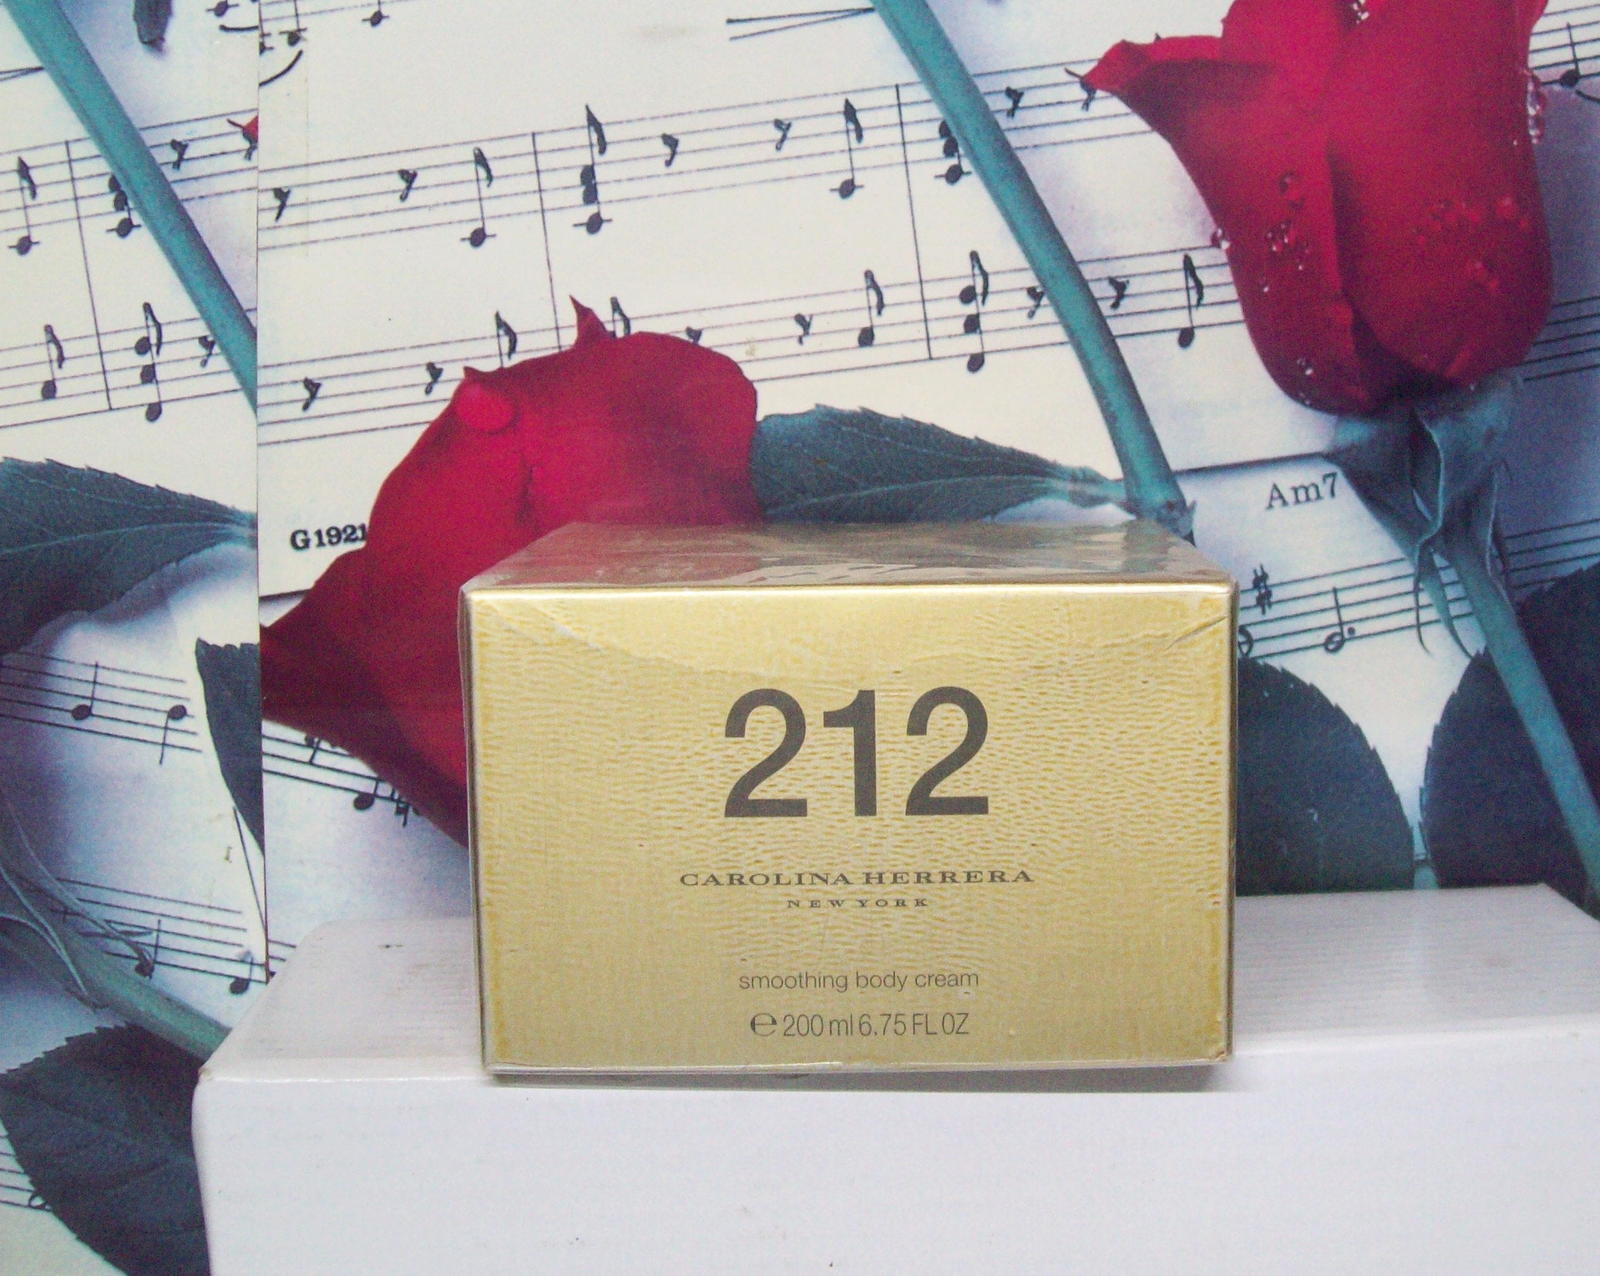 G1921
Am7
212
CAROLINA HERRERA
NEW YORK
smoothing body cream
℮ 200 ml 6.75 FL OZ